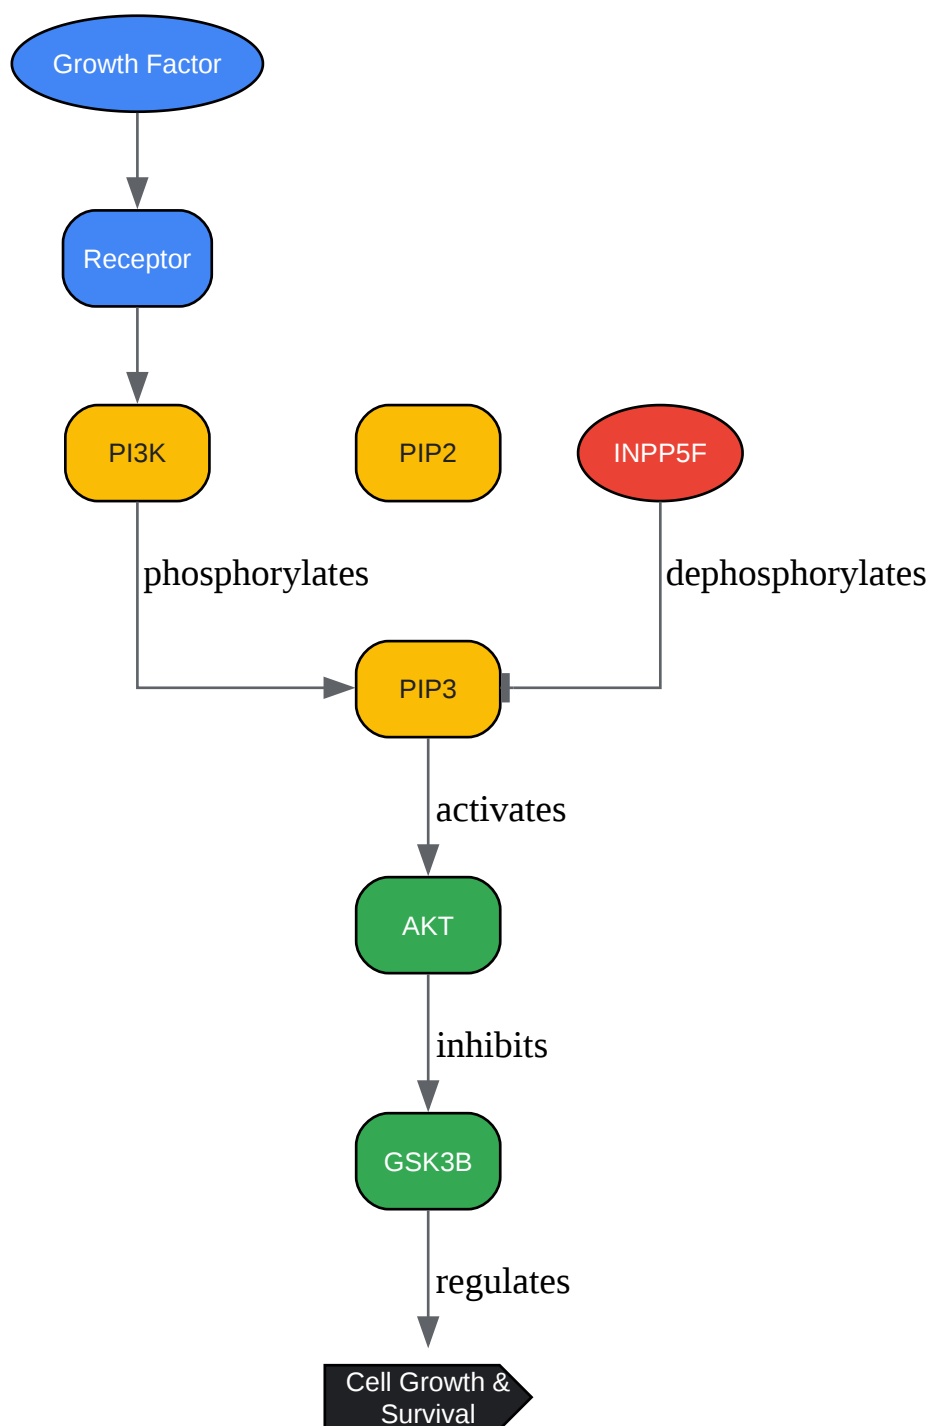 Growth Factor
Receptor
PI3K
PIP2
INPP5F
phosphorylates
dephosphorylates
PIP3
activates
AKT
inhibits
GSK3B
regulates
Cell Growth &
Survival